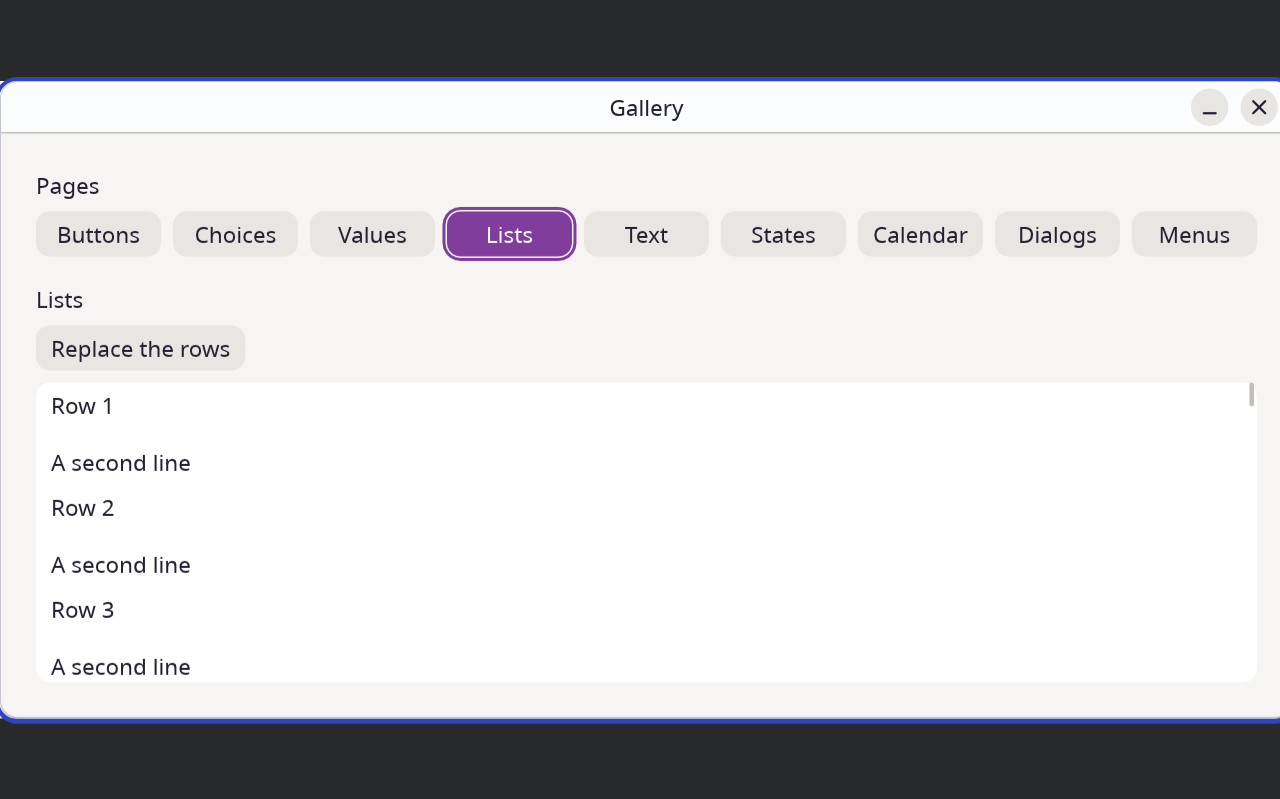 Gallery
Pages
Buttons Choices Values Lists Text States Calendar Dialogs Menus
Lists
Replace the rows
Row 1
A second line
Row 2
A second line
Row 3
A second line